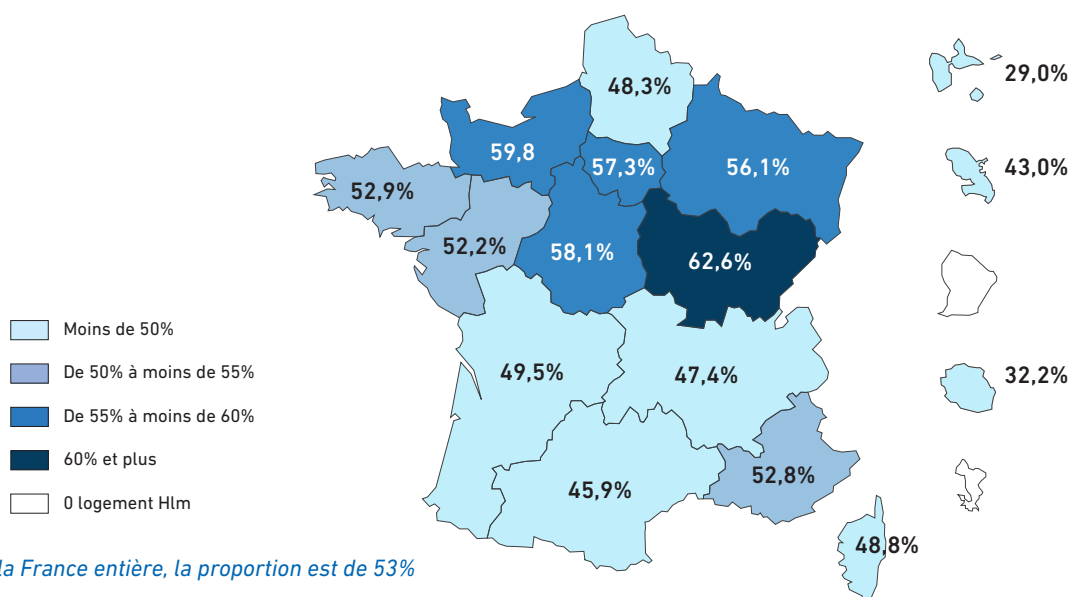 48,3%
29,0%
59,8
57,3%
56,1%
43,0%
52,9%
52,2%
58,1%
62,6%
Moins de 50%
De 50% à moins de 55%
De 55% à moins de 60%
60% et plus
0 logement Hlm
49,5%
47,4%
32,2%
45,9%
52,8%
48,8%
la France entière, la proportion est de 53%